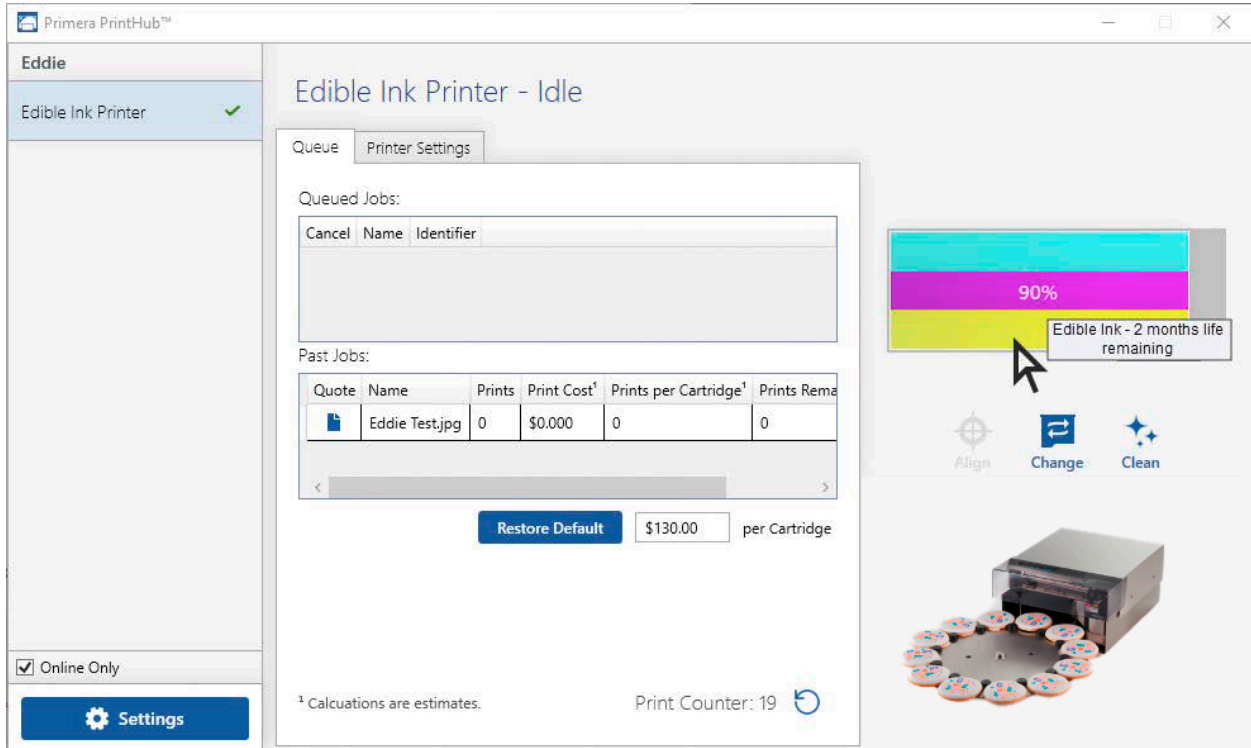 Primera PrintHub™
Eddie
Edible Ink Printer
Edible Ink Printer - Idle
Queue Printer Settings
Queued Jobs:
Cancel Name Identifier
90%
Edible Ink - 2 months life
remaining
Past Jobs:
Quote Name Prints Print Cost¹ Prints per Cartridge¹ Prints Rema
Eddie Test.jpg 0 $0.000 0 0
Align Change Clean
Restore Default $130.00 per Cartridge
Online Only
Settings
¹ Calcuations are estimates.
Print Counter: 19